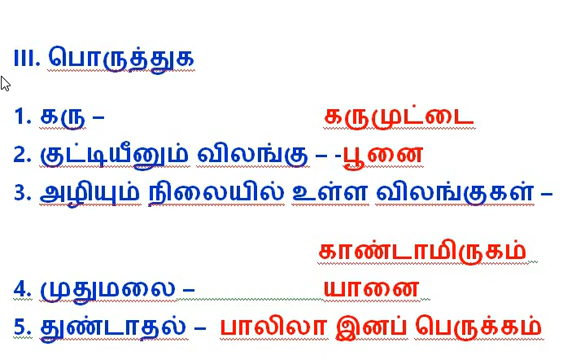 III. பொருத்துக
1. கரு – கருமுட்டை
2. குட்டியீனும் விலங்கு – -பூனை
3. அழியும் நிலையில் உள்ள விலங்குகள் –
காண்டாமிருகம்
4. முதுமலை – யானை
5. துண்டாதல் – பாலிலா இனப் பெருக்கம்